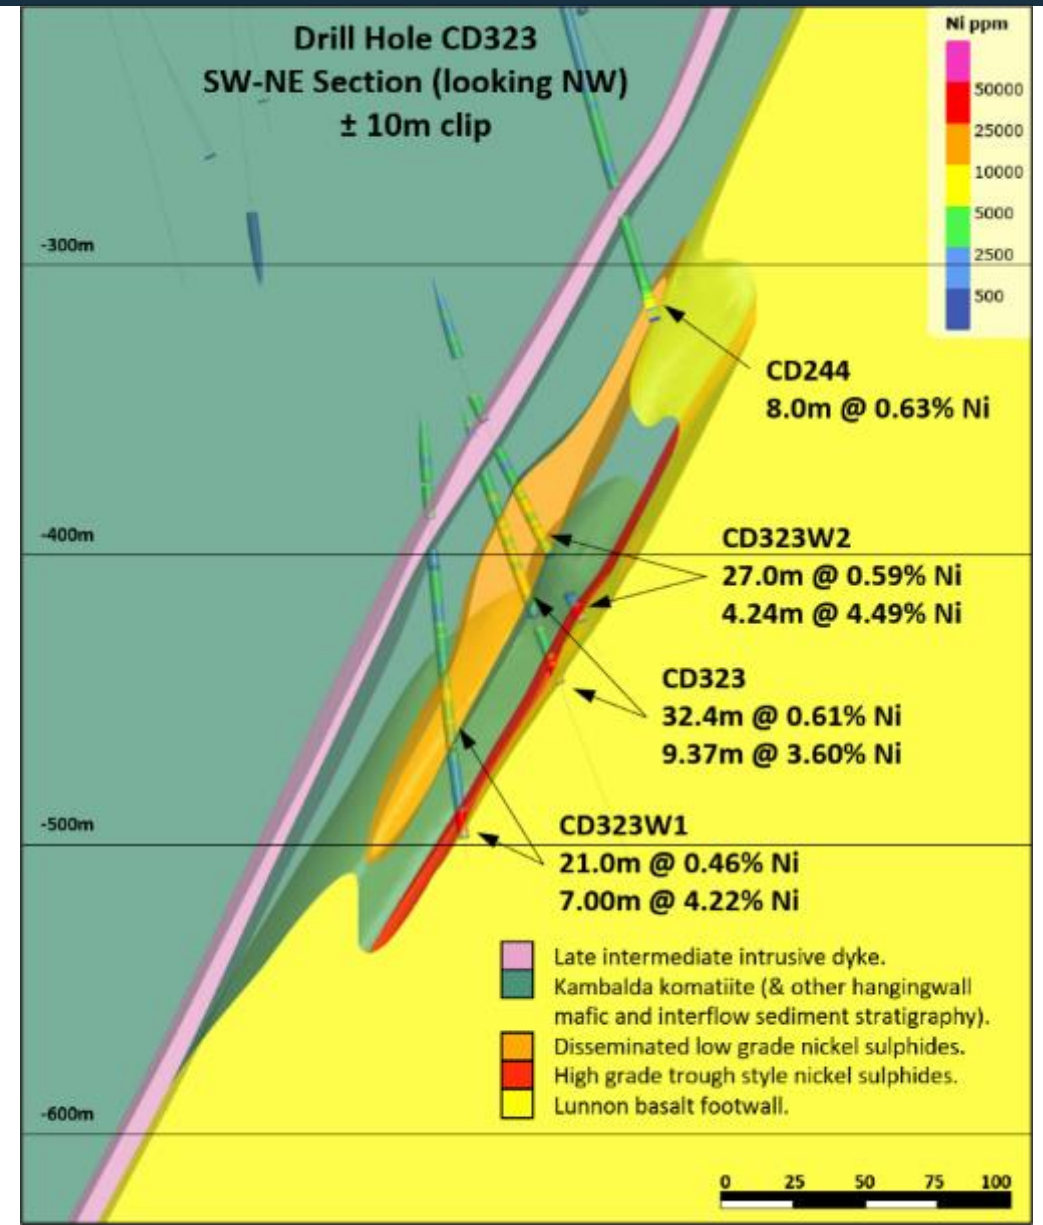 Drill Hole CD323
SW-NE Section (looking NW)
± 10m clip
Ni ppm
50000
25000
10000
5000
2500
500
-300m
CD244
8.0m @ 0.63% Ni
-400m
CD323W2
27.0m @ 0.59% Ni
4.24m @ 4.49% Ni
CD323
32.4m @ 0.61% Ni
9.37m @ 3.60% Ni
-500m
CD323W1
21.0m @ 0.46% Ni
7.00m @ 4.22% Ni
Late intermediate intrusive dyke.
Kambalda komatiite (& other hangingwall
mafic and interflow sediment stratigraphy).
Disseminated low grade nickel sulphides.
High grade trough style nickel sulphides.
Lunnon basalt footwall.
-600m
0 25 50 75 100